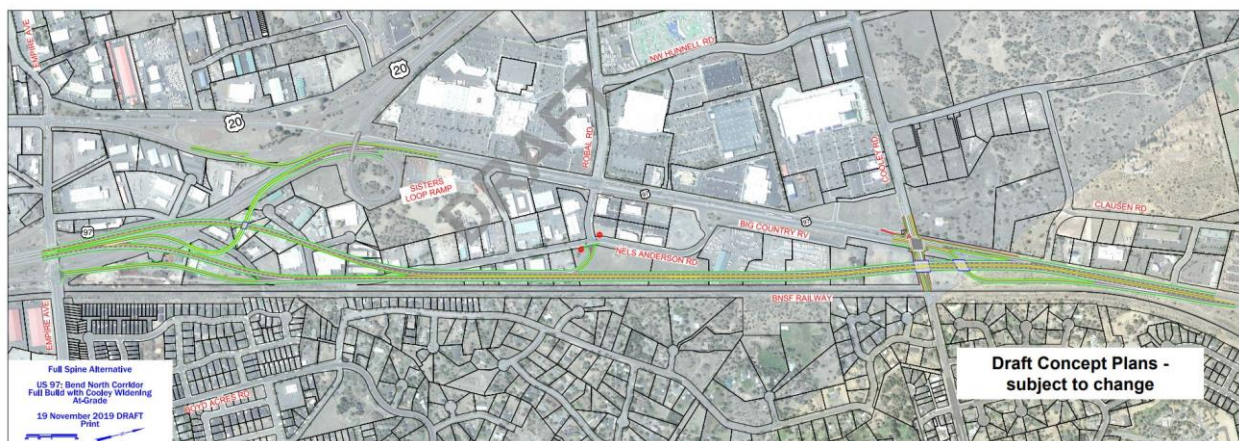 EMPIRE AVE
20
20
NW HUNNELL RD
DRAFT
ROBAL RD
COOLEY RD
SISTERS
LOOP RAMP
97
97
CLAUSEN RD
BIG COUNTRY RV
97
NELS ANDERSON RD
BNSF RAILWAY
EMPIRE AVE
BOYD ACRES RD
Full Spine Alternative
US 97: Bend North Corridor
Full Build with Cooley Widening
At-Grade
19 November 2019 DRAFT
Print
Draft Concept Plans -
subject to change